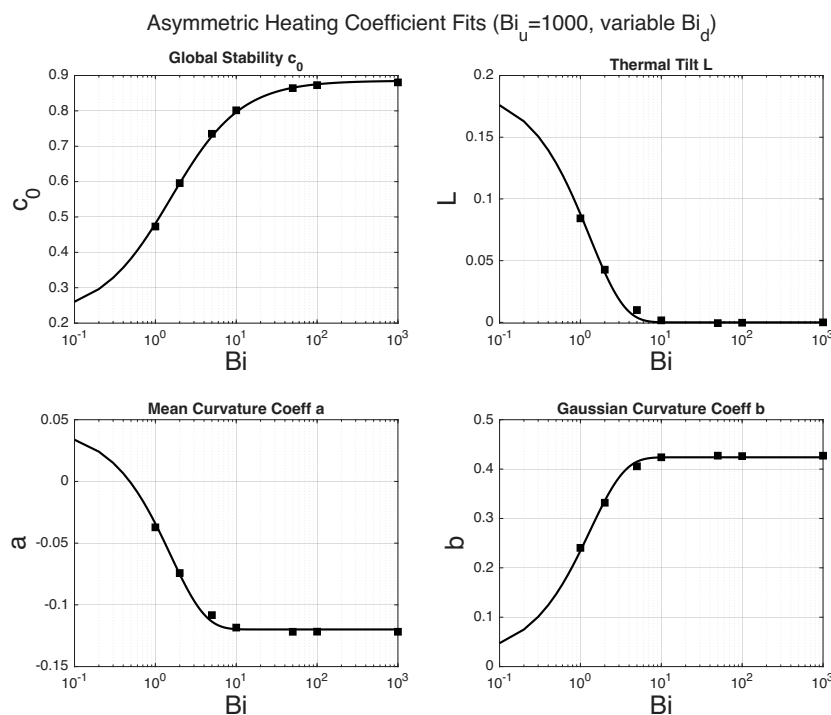 Asymmetric Heating Coefficient Fits (Bi_u=1000, variable Bi_d)
Global Stability c_0
0.9
0.8
0.7
0.6
0.5
0.4
0.3
0.2
c_0
10^-1 10^0 10^1 10^2 10^3
Bi
Thermal Tilt L
0.2
0.15
0.1
0.05
0
L
10^-1 10^0 10^1 10^2 10^3
Bi
Mean Curvature Coeff a
0.05
0
-0.05
-0.1
-0.15
a
10^-1 10^0 10^1 10^2 10^3
Bi
Gaussian Curvature Coeff b
0.5
0.4
0.3
0.2
0.1
0
b
10^-1 10^0 10^1 10^2 10^3
Bi